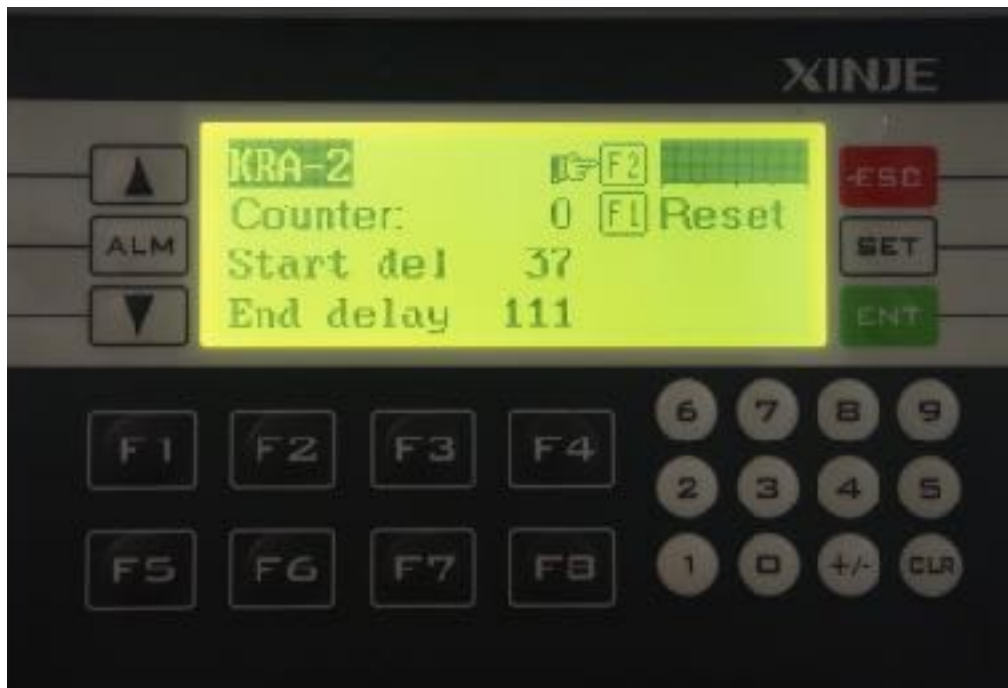 XINJE
KRA-2 F2
Counter: 0 F1 Reset
Start del 37
End delay 111
ALM
ESC
SET
ENT
F1 F2 F3 F4
F5 F6 F7 F8
6 7 8 9
2 3 4 5
1 0 +/- CLR